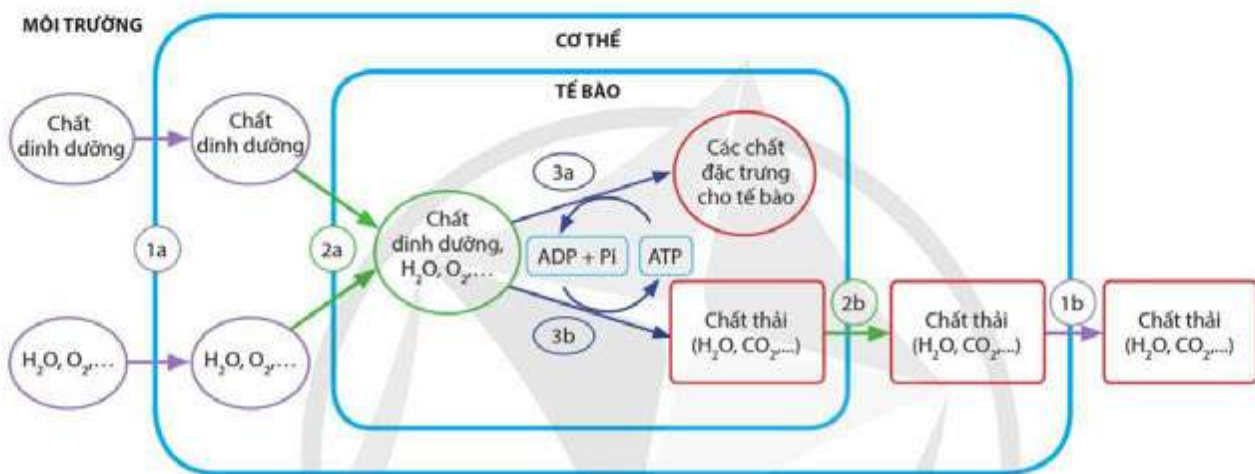 MÔI TRƯỜNG
CƠ THỂ
TẾ BÀO
Chất
dinh dưỡng
Chất
dinh dưỡng
Các chất
đặc trưng
cho tế bào
3a
Chất
dinh dưỡng,
H₂O, O₂,...
1a
2a
ADP + Pi
ATP
H₂O, O₂,...
H₂O, O₂,...
3b
Chất thải
(H₂O, CO₂,...)
2b
Chất thải
(H₂O, CO₂,...)
1b
Chất thải
(H₂O, CO₂,...)